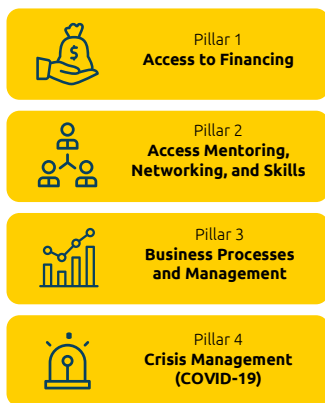 $
Pillar 1
Access to Financing
Pillar 2
Access Mentoring,
Networking, and Skills
Pillar 3
Business Processes
and Management
Pillar 4
Crisis Management
(COVID-19)